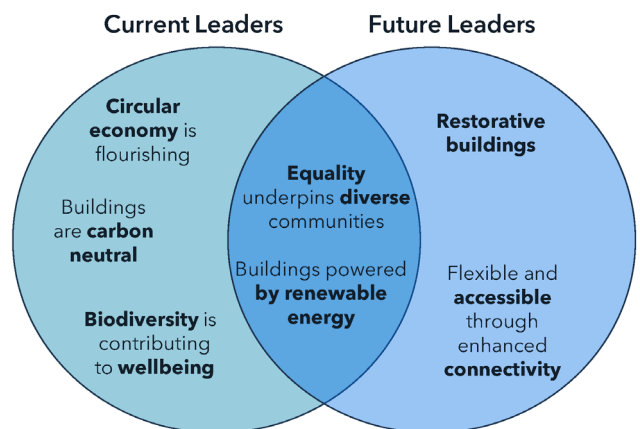 Current Leaders
Future Leaders
Circular
economy is
flourishing
Buildings
are carbon
neutral
Biodiversity is
contributing
to wellbeing
Equality
underpins diverse
communities
Buildings powered
by renewable
energy
Restorative
buildings
Flexible and
accessible
through
enhanced
connectivity